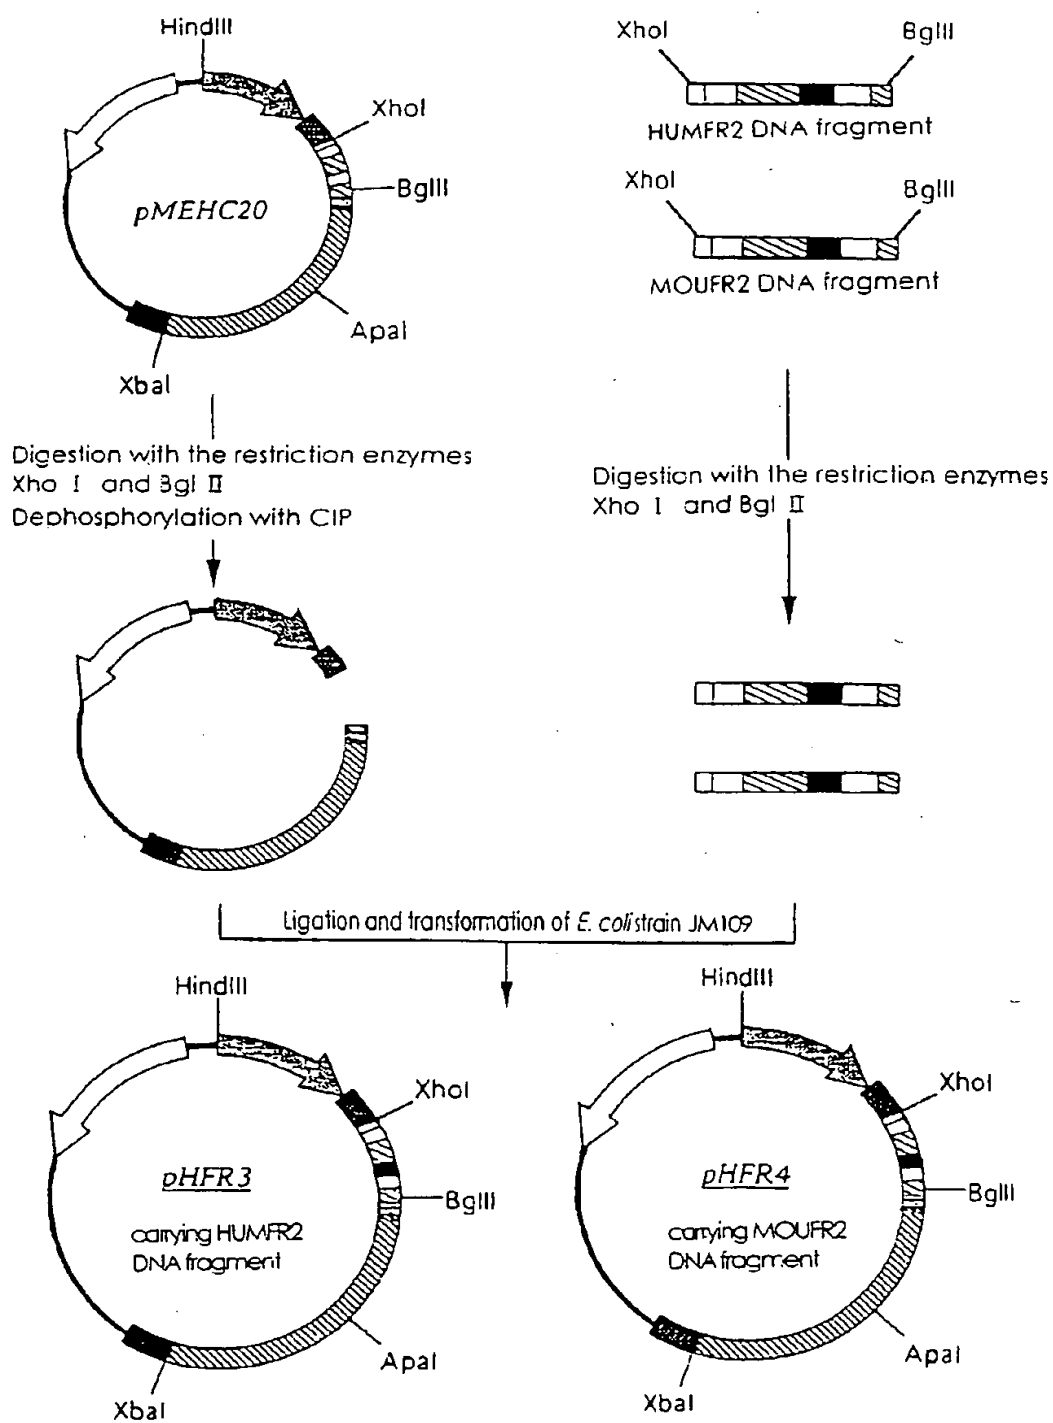 HindIII
XhoI
BglII
pMEHC20
ApaI
XbaI
XhoI
BglII
HUMFR2 DNA fragment
XhoI
BglII
MOUFR2 DNA fragment
Digestion with the restriction enzymes
Xho I and Bgl II
Dephosphorylation with CIP
Digestion with the restriction enzymes
Xho I and Bgl II
Ligation and transformation of E. coli strain JM109
HindIII
XhoI
pHFR3
BglII
carrying HUMFR2
DNA fragment
ApaI
XbaI
HindIII
XhoI
pHFR4
BglII
carrying MOUFR2
DNA fragment
ApaI
XbaI